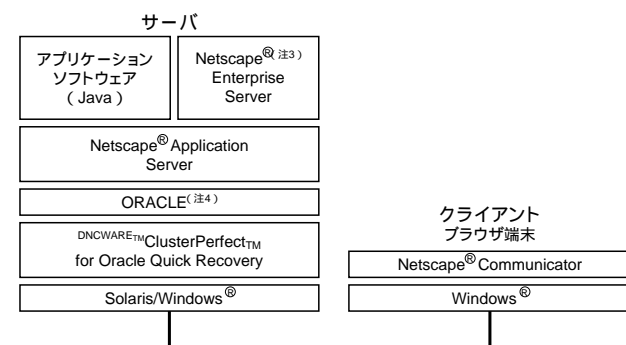 サーバ
アプリケーション
ソフトウェア
(Java)
Netscape®(注3)
Enterprise
Server
Netscape® Application
Server
ORACLE(注4)
DNCWARE™ClusterPerfect™
for Oracle Quick Recovery
Solaris/Windows®
クライアント
ブラウザ端末
Netscape® Communicator
Windows®